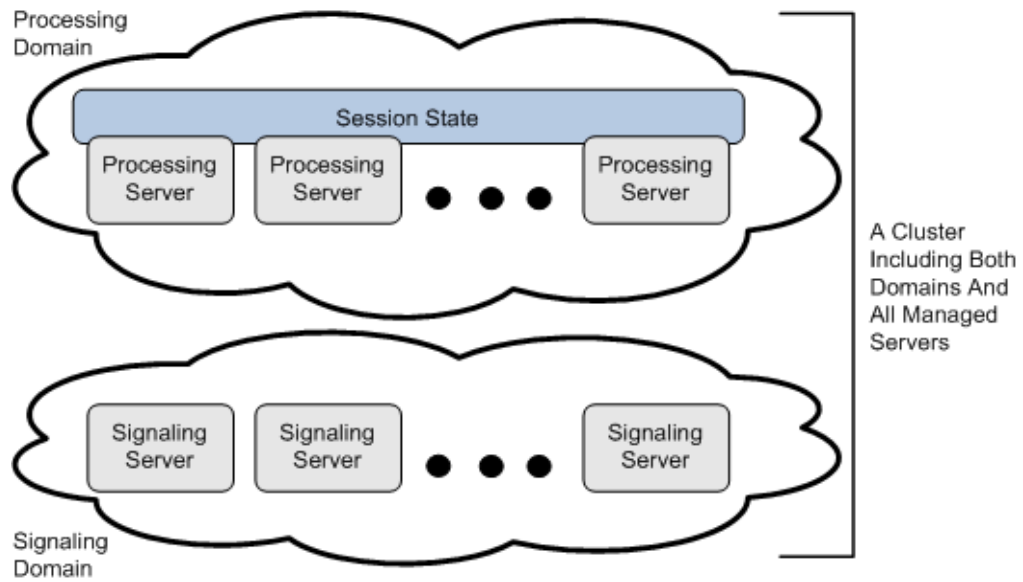 Processing
Domain
Session State
Processing
Server
Processing
Server
Processing
Server
A Cluster
Including Both
Domains And
All Managed
Servers
Signaling
Server
Signaling
Server
Signaling
Server
Signaling
Domain